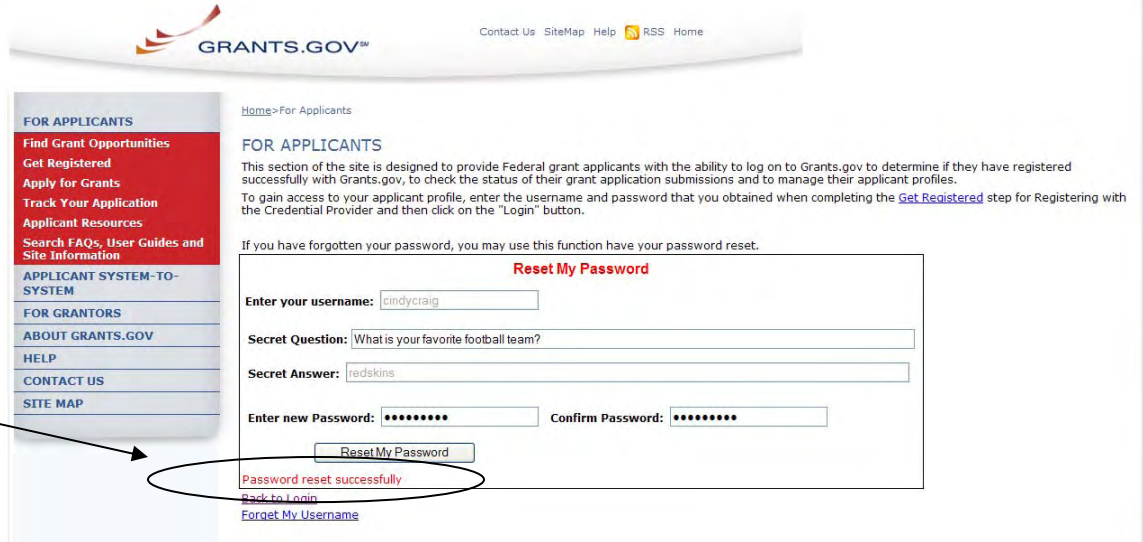 GRANTS.GOV℠
Contact Us SiteMap Help RSS Home
FOR APPLICANTS
Find Grant Opportunities
Get Registered
Apply for Grants
Track Your Application
Applicant Resources
Search FAQs, User Guides and
Site Information
APPLICANT SYSTEM-TO-
SYSTEM
FOR GRANTORS
ABOUT GRANTS.GOV
HELP
CONTACT US
SITE MAP
Home>For Applicants
FOR APPLICANTS
This section of the site is designed to provide Federal grant applicants with the ability to log on to Grants.gov to determine if they have registered
successfully with Grants.gov, to check the status of their grant application submissions and to manage their applicant profiles.
To gain access to your applicant profile, enter the username and password that you obtained when completing the Get Registered step for Registering with
the Credential Provider and then click on the "Login" button.
If you have forgotten your password, you may use this function have your password reset.
Reset My Password
Enter your username: cindycraig
Secret Question: What is your favorite football team?
Secret Answer: redskins
Enter new Password: ●●●●●●●●● Confirm Password: ●●●●●●●●●
Reset My Password
Password reset successfully
Back to Login
Forget My Username